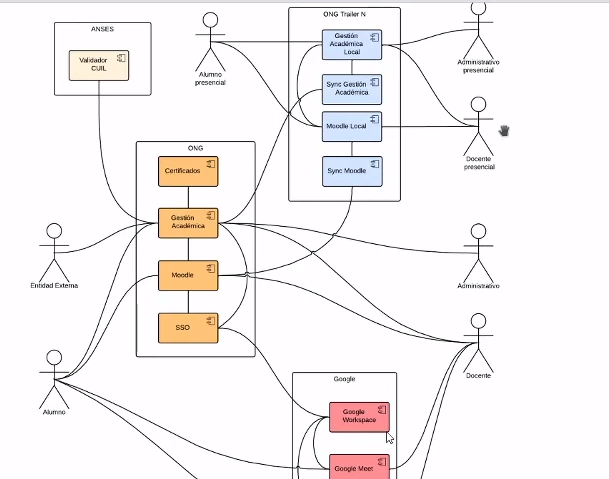 ANSES
Validador
CUIL
Alumno
presencial
ONG Trailer N
Gestión
Académica
Local
Sync Gestión
Académica
Moodle Local
Sync Moodle
Administrativo
presencial
Docente
presencial
ONG
Certificados
Gestión
Académica
Moodle
SSO
Entidad Externa
Alumno
Administrativo
Docente
Google
Google
Workspace
Google Meet